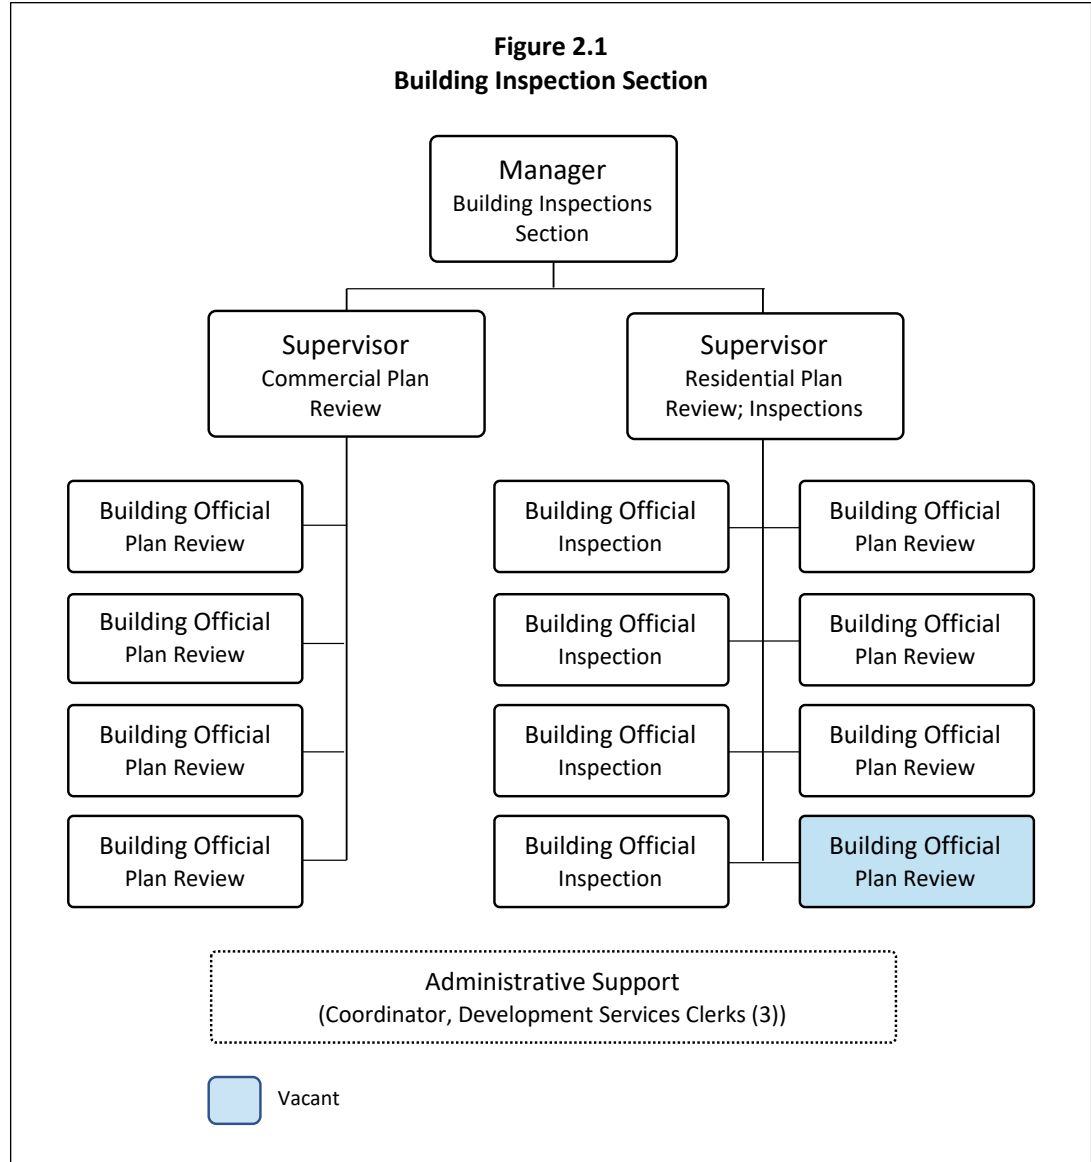 Figure 2.1
Building Inspection Section
Manager
Building Inspections
Section
Supervisor
Commercial Plan
Review
Supervisor
Residential Plan
Review; Inspections
Building Official
Plan Review
Building Official
Inspection
Building Official
Plan Review
Building Official
Plan Review
Building Official
Inspection
Building Official
Plan Review
Building Official
Plan Review
Building Official
Inspection
Building Official
Plan Review
Building Official
Plan Review
Building Official
Inspection
Building Official
Plan Review
Administrative Support
(Coordinator, Development Services Clerks (3))
Vacant